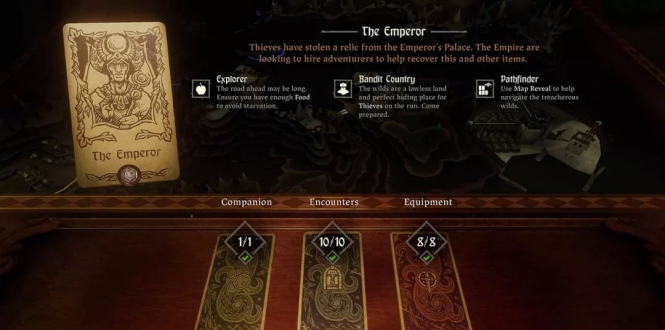 The Emperor
Thieves have stolen a relic from the Emperor's Palace. The Empire are
looking to hire adventurers to help recover this and other items.
Explorer
The road ahead may be long.
Ensure you have enough Food
to avoid starvation.
Bandit Country
The wilds are a lawless land
and perfect hiding place for
Thieves on the run. Come
prepared.
Pathfinder
Use Map Reveal to help
navigate the treacherous
wilds.
The Emperor
Companion
Encounters
Equipment
1/1
10/10
8/8